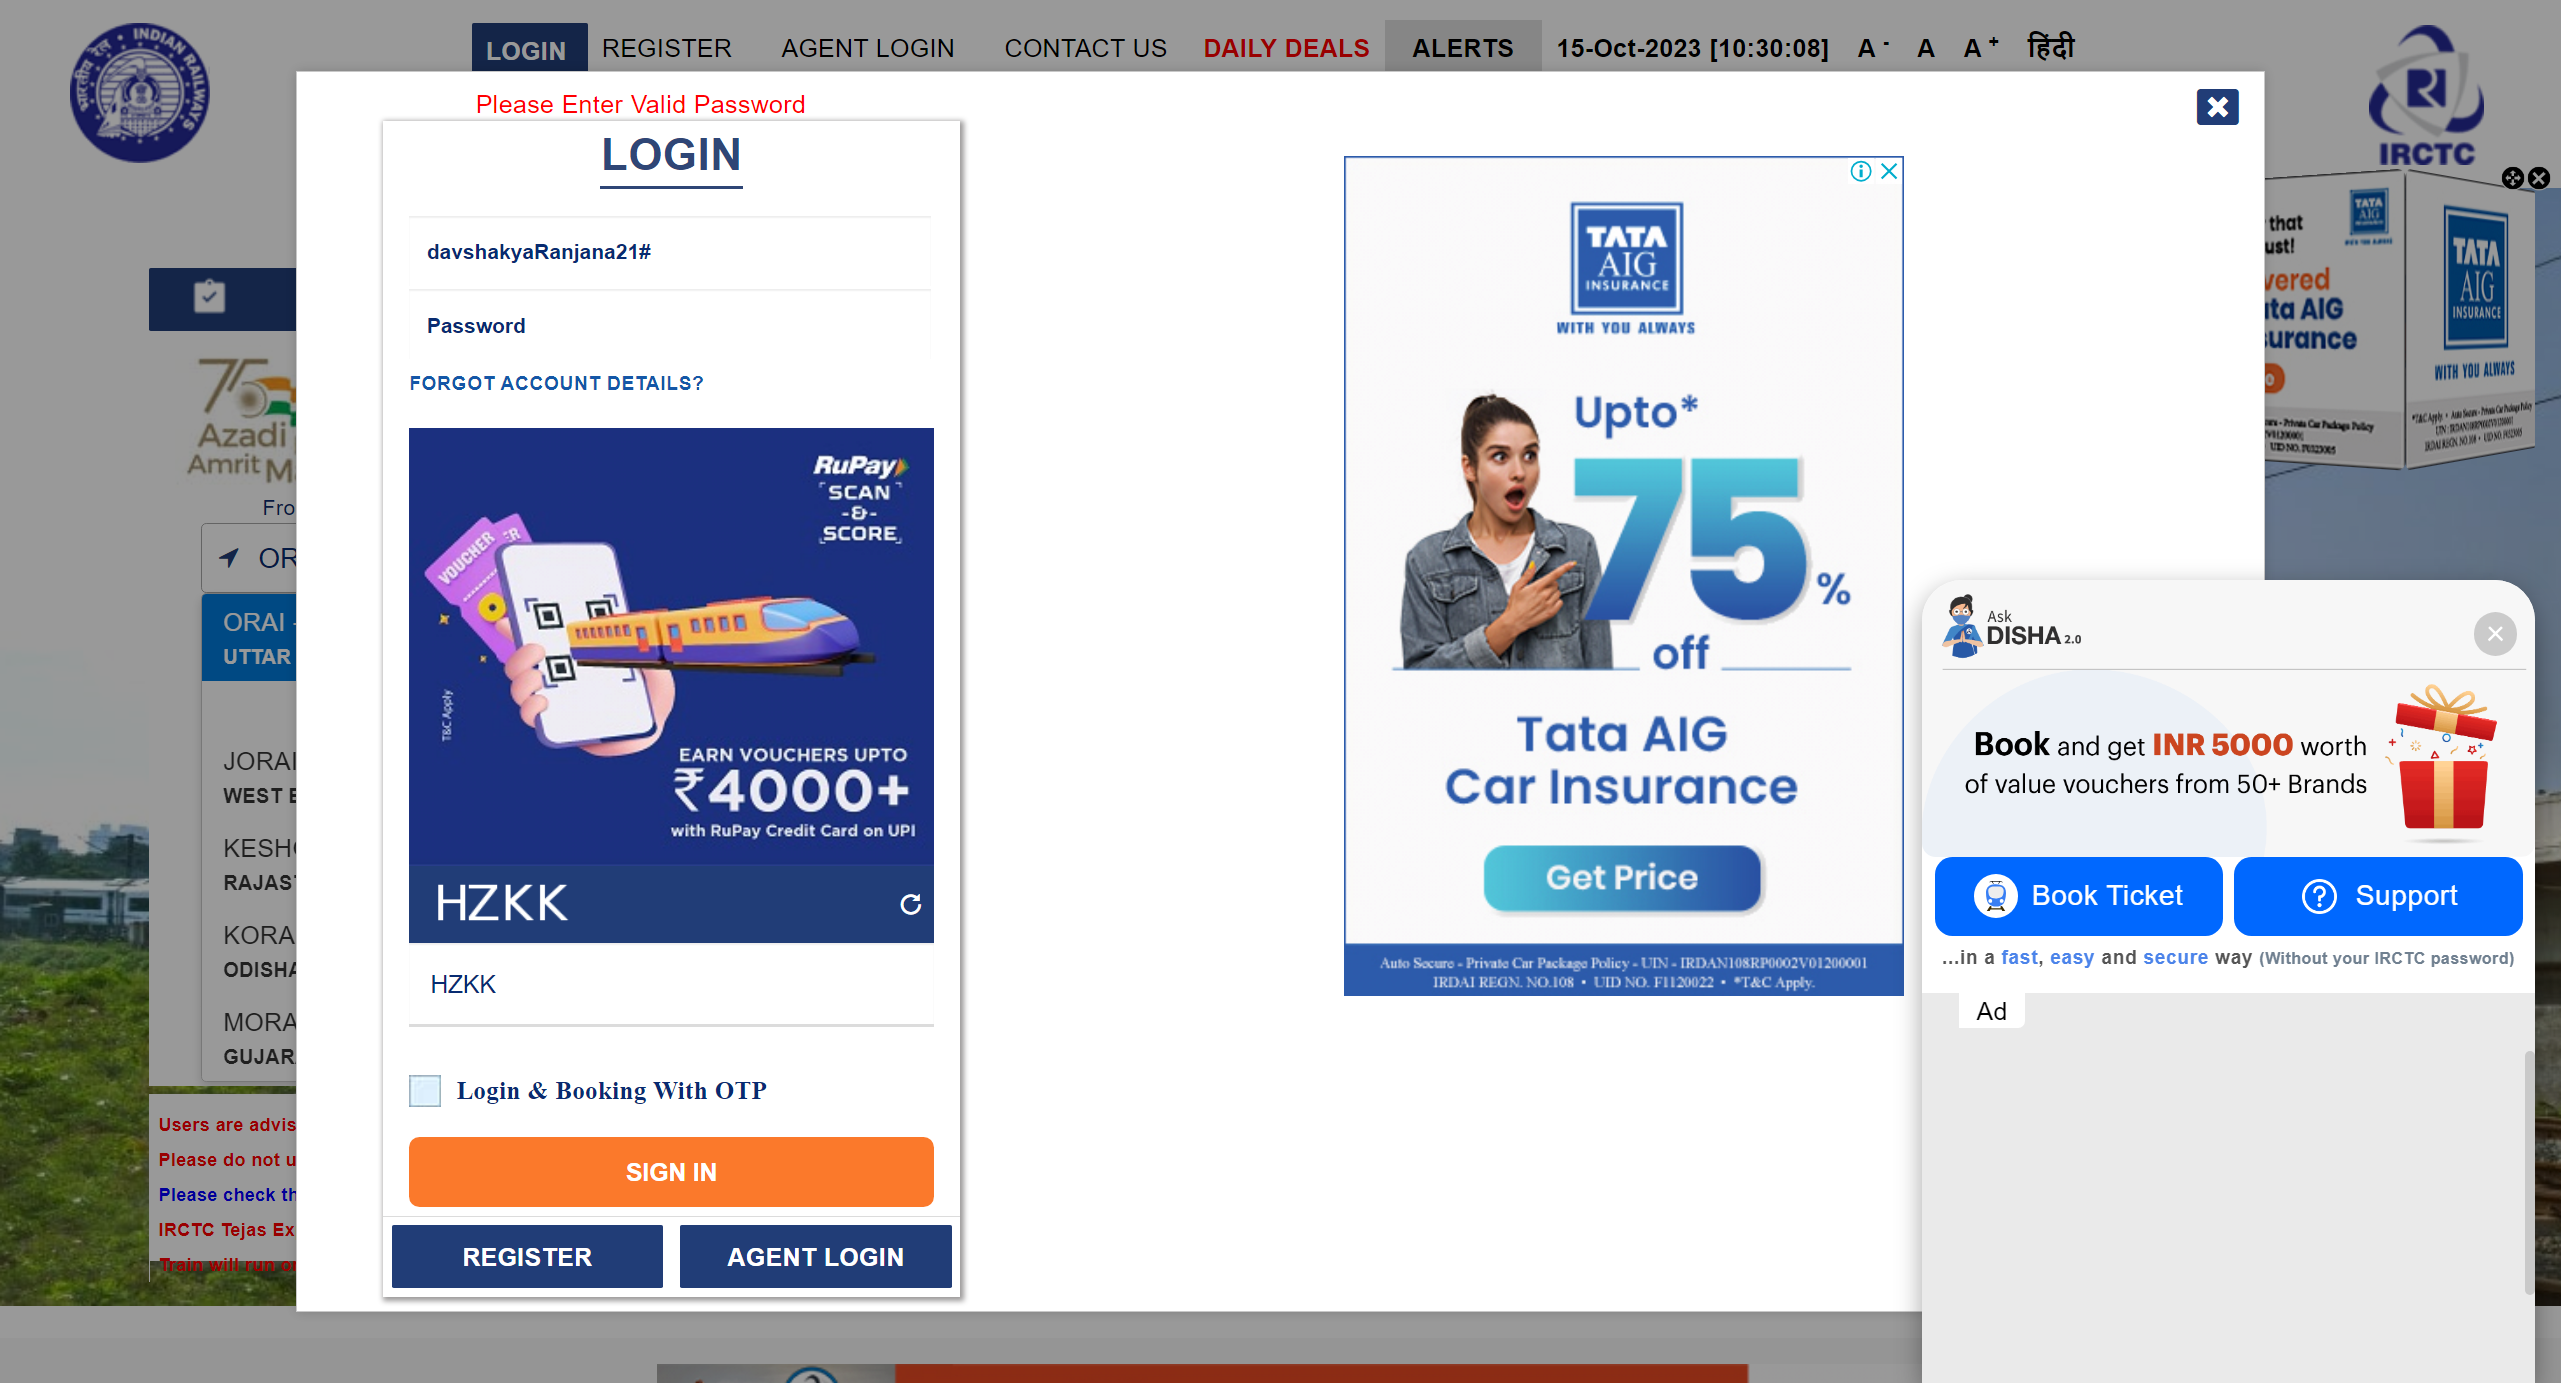 INDIAN RAILWAYS
भारतीय रेल
LOGIN
REGISTER
AGENT LOGIN
CONTACT US
DAILY DEALS
ALERTS
15-Oct-2023 [10:30:08]
A -
A
A +
हिंदी
IRCTC
Please Enter Valid Password
LOGIN
davshakyaRanjana21#
Password
FORGOT ACCOUNT DETAILS?
RuPay
SCAN
-&-
SCORE
VOUCHER
T&C Apply
EARN VOUCHERS UPTO
₹4000+
with RuPay Credit Card on UPI
HZKK
HZKK
Login & Booking With OTP
SIGN IN
REGISTER
AGENT LOGIN
75
Azadi
Amrit M
Fro
OR
ORAI -
UTTAR
JORAI
WEST
KESH
RAJAS
KORA
ODISHA
MORA
GUJAR
Users are advis
Please do not u
Please check th
IRCTC Tejas Ex
Train will run o
TATA
AIG
INSURANCE
WITH YOU ALWAYS
Upto*
75%
off
Tata AIG
Car Insurance
Get Price
Auto Secure - Private Car Package Policy - UIN - IRDAN108RP0002V01200001
IRDAI REGN. NO.108 • UID NO. F1120022 • *T&C Apply.
that
ust!
vered
ta AIG
urance
TATA
AIG
TATA
AIG
INSURANCE
WITH YOU ALWAYS
Ask
DISHA 2.0
Book and get INR 5000 worth
of value vouchers from 50+ Brands
Book Ticket
Support
...in a fast, easy and secure way (Without your IRCTC password)
Ad